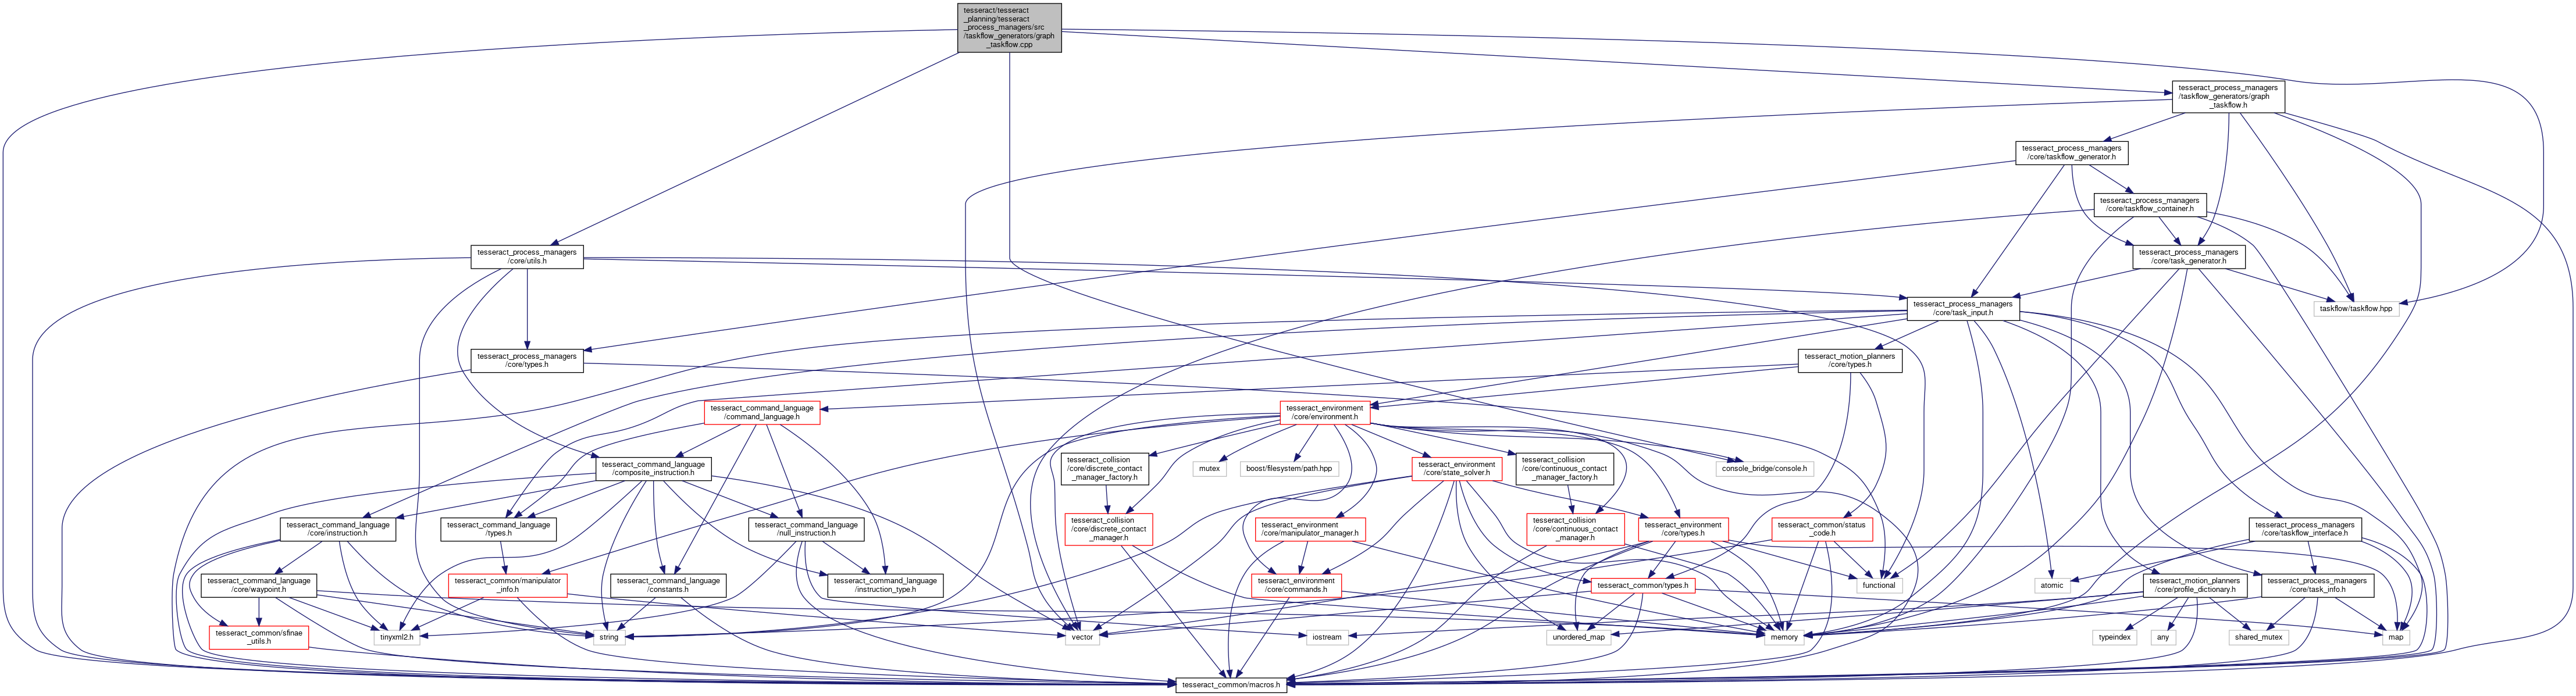 tesseract/tesseract
_planning/tesseract
_process_managers/src
/taskflow_generators/graph
_taskflow.cpp
tesseract_process_managers
/taskflow_generators/graph
_taskflow.h
tesseract_process_managers
/core/taskflow_generator.h
tesseract_process_managers
/core/taskflow_container.h
tesseract_process_managers
/core/utils.h
tesseract_process_managers
/core/task_generator.h
tesseract_process_managers
/core/task_input.h
taskflow/taskflow.hpp
tesseract_process_managers
/core/types.h
tesseract_motion_planners
/core/types.h
tesseract_command_language
/command_language.h
tesseract_environment
/core/environment.h
tesseract_command_language
/composite_instruction.h
tesseract_collision
/core/discrete_contact
_manager_factory.h
mutex
boost/filesystem/path.hpp
tesseract_environment
/core/state_solver.h
tesseract_collision
/core/continuous_contact
_manager_factory.h
console_bridge/console.h
tesseract_command_language
/core/instruction.h
tesseract_command_language
/types.h
tesseract_command_language
/null_instruction.h
tesseract_collision
/core/discrete_contact
_manager.h
tesseract_environment
/core/manipulator_manager.h
tesseract_collision
/core/continuous_contact
_manager.h
tesseract_environment
/core/types.h
tesseract_common/status
_code.h
tesseract_process_managers
/core/taskflow_interface.h
tesseract_command_language
/core/waypoint.h
tesseract_common/manipulator
_info.h
tesseract_command_language
/constants.h
tesseract_command_language
/instruction_type.h
tesseract_environment
/core/commands.h
tesseract_common/types.h
functional
atomic
tesseract_motion_planners
/core/profile_dictionary.h
tesseract_process_managers
/core/task_info.h
tesseract_common/sfinae
_utils.h
tinyxml2.h
string
vector
iostream
unordered_map
memory
typeindex
any
shared_mutex
map
tesseract_common/macros.h